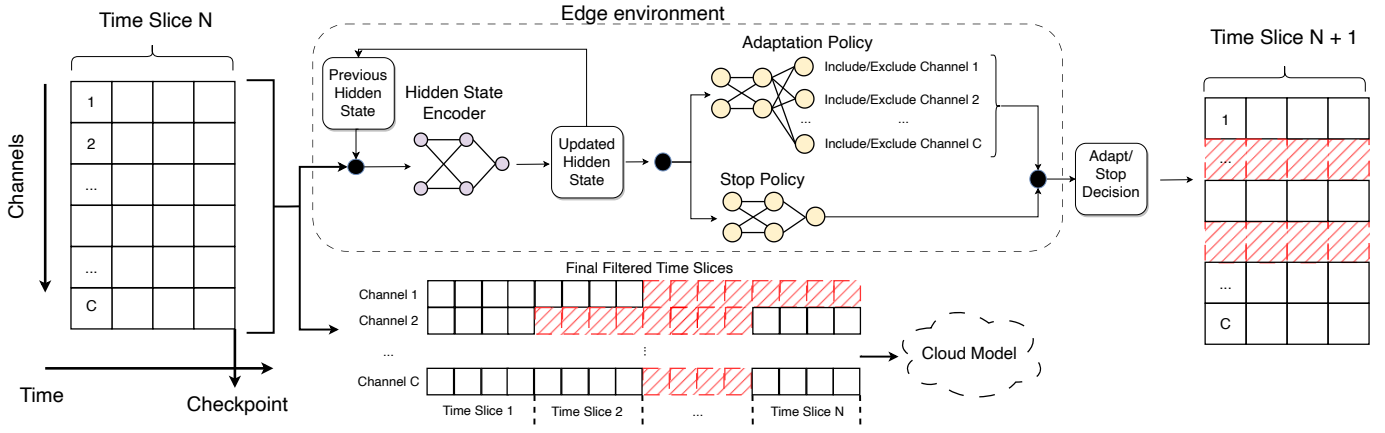 Edge environment
Time Slice N
Channels
1
2
...
...
C
Time
Checkpoint
Previous
Hidden
State
Hidden State
Encoder
Updated
Hidden
State
Adaptation Policy
Include/Exclude Channel 1
Include/Exclude Channel 2
...
...
Include/Exclude Channel C
Stop Policy
Adapt/
Stop
Decision
Time Slice N + 1
1
...
...
C
Final Filtered Time Slices
Channel 1
Channel 2
...
...
Channel C
Time Slice 1
Time Slice 2
...
Time Slice N
Cloud Model